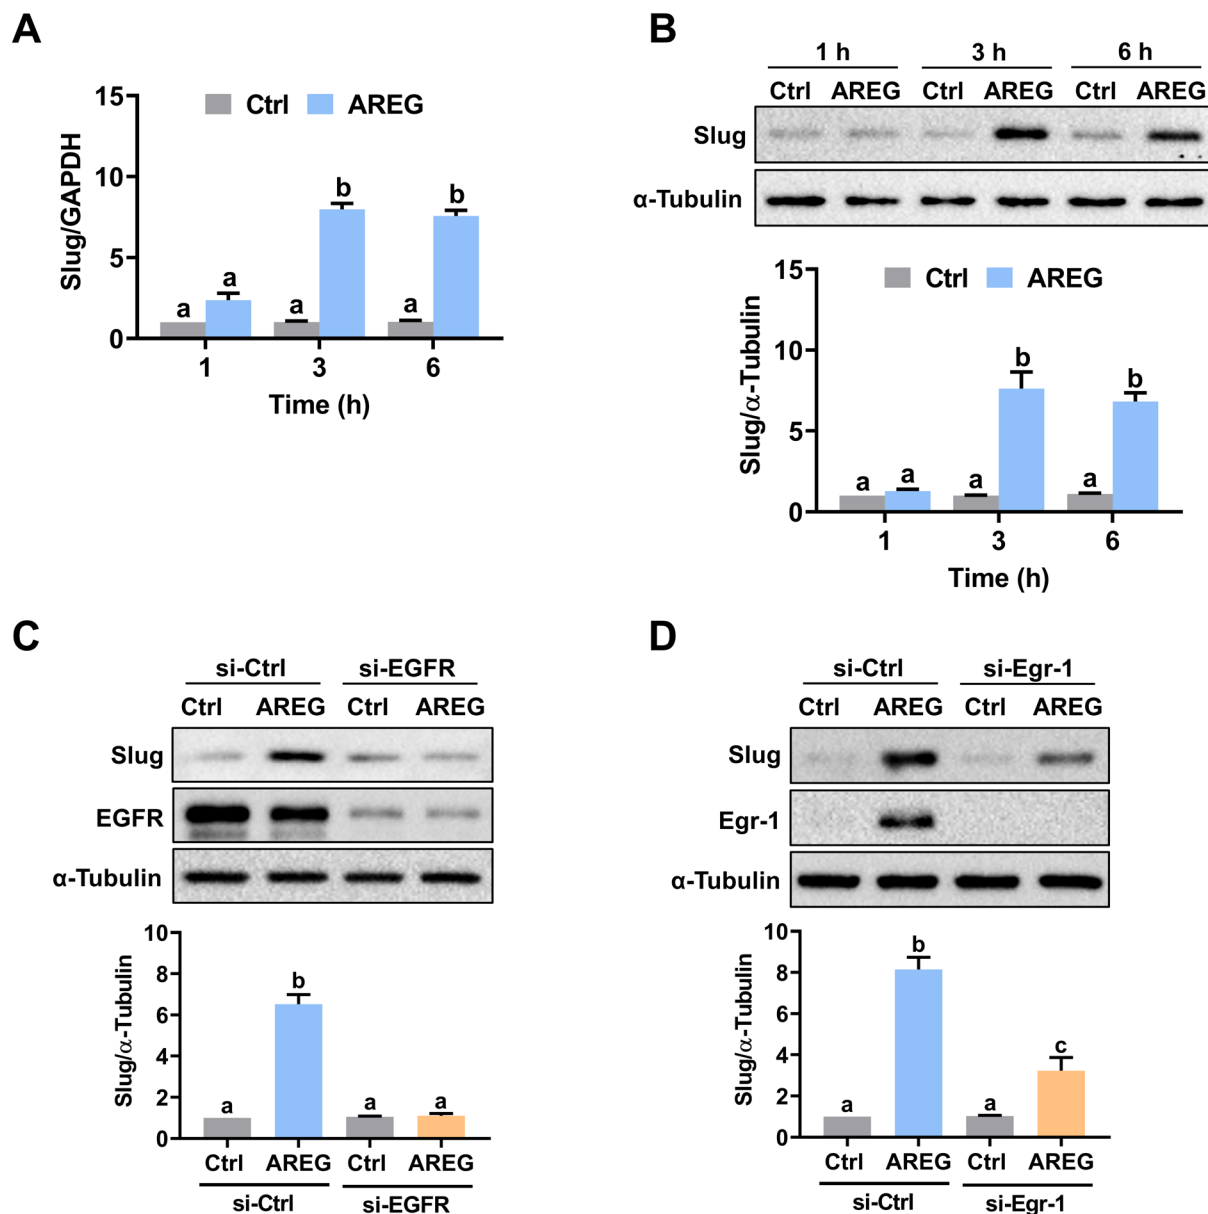 A
15
10
5
0
Slug/GAPDH
Ctrl AREG
a a a b a b
1 3 6
Time (h)
B
1 h 3 h 6 h
Ctrl AREG Ctrl AREG Ctrl AREG
Slug
α-Tubulin
15
10
5
0
Slug/α-Tubulin
Ctrl AREG
a a a b a b
1 3 6
Time (h)
C
si-Ctrl si-EGFR
Ctrl AREG Ctrl AREG
Slug
EGFR
α-Tubulin
10
8
6
4
2
0
Slug/α-Tubulin
a b a a
Ctrl AREG Ctrl AREG
si-Ctrl si-EGFR
D
si-Ctrl si-Egr-1
Ctrl AREG Ctrl AREG
Slug
Egr-1
α-Tubulin
10
8
6
4
2
0
Slug/α-Tubulin
a b a c
Ctrl AREG Ctrl AREG
si-Ctrl si-Egr-1